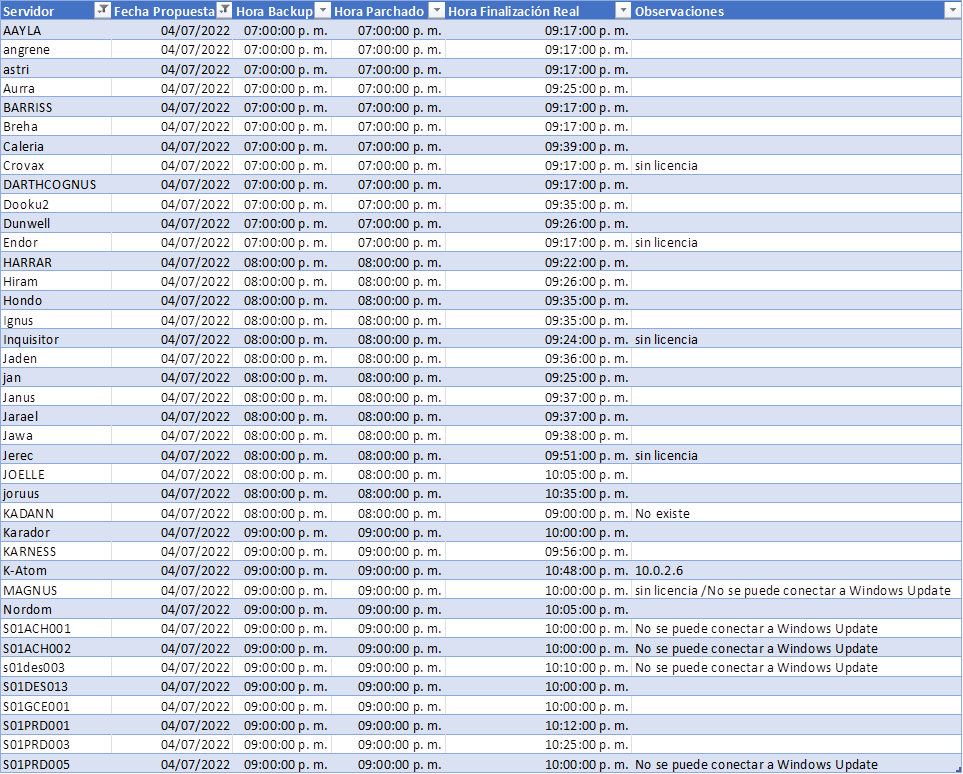 Servidor Fecha Propuesta Hora Backup Hora Parchado Hora Finalización Real Observaciones
AAYLA 04/07/2022 07:00:00 p. m. 07:00:00 p. m. 09:17:00 p. m.
angrene 04/07/2022 07:00:00 p. m. 07:00:00 p. m. 09:17:00 p. m.
astri 04/07/2022 07:00:00 p. m. 07:00:00 p. m. 09:17:00 p. m.
Aurra 04/07/2022 07:00:00 p. m. 07:00:00 p. m. 09:25:00 p. m.
BARRISS 04/07/2022 07:00:00 p. m. 07:00:00 p. m. 09:17:00 p. m.
Breha 04/07/2022 07:00:00 p. m. 07:00:00 p. m. 09:17:00 p. m.
Caleria 04/07/2022 07:00:00 p. m. 07:00:00 p. m. 09:39:00 p. m.
Crovax 04/07/2022 07:00:00 p. m. 07:00:00 p. m. 09:17:00 p. m. sin licencia
DARTHCOGNUS 04/07/2022 07:00:00 p. m. 07:00:00 p. m. 09:17:00 p. m.
Dooku2 04/07/2022 07:00:00 p. m. 07:00:00 p. m. 09:35:00 p. m.
Dunwell 04/07/2022 07:00:00 p. m. 07:00:00 p. m. 09:26:00 p. m.
Endor 04/07/2022 07:00:00 p. m. 07:00:00 p. m. 09:17:00 p. m. sin licencia
HARRAR 04/07/2022 08:00:00 p. m. 08:00:00 p. m. 09:22:00 p. m.
Hiram 04/07/2022 08:00:00 p. m. 08:00:00 p. m. 09:26:00 p. m.
Hondo 04/07/2022 08:00:00 p. m. 08:00:00 p. m. 09:35:00 p. m.
Ignus 04/07/2022 08:00:00 p. m. 08:00:00 p. m. 09:35:00 p. m.
Inquisitor 04/07/2022 08:00:00 p. m. 08:00:00 p. m. 09:24:00 p. m. sin licencia
Jaden 04/07/2022 08:00:00 p. m. 08:00:00 p. m. 09:36:00 p. m.
jan 04/07/2022 08:00:00 p. m. 08:00:00 p. m. 09:25:00 p. m.
Janus 04/07/2022 08:00:00 p. m. 08:00:00 p. m. 09:37:00 p. m.
Jarael 04/07/2022 08:00:00 p. m. 08:00:00 p. m. 09:37:00 p. m.
Jawa 04/07/2022 08:00:00 p. m. 08:00:00 p. m. 09:38:00 p. m.
Jerec 04/07/2022 08:00:00 p. m. 08:00:00 p. m. 09:51:00 p. m. sin licencia
JOELLE 04/07/2022 08:00:00 p. m. 08:00:00 p. m. 10:05:00 p. m.
joruus 04/07/2022 08:00:00 p. m. 08:00:00 p. m. 10:35:00 p. m.
KADANN 04/07/2022 08:00:00 p. m. 08:00:00 p. m. 09:00:00 p. m. No existe
Karador 04/07/2022 09:00:00 p. m. 09:00:00 p. m. 10:00:00 p. m.
KARNESS 04/07/2022 09:00:00 p. m. 09:00:00 p. m. 09:56:00 p. m.
K-Atom 04/07/2022 09:00:00 p. m. 09:00:00 p. m. 10:48:00 p. m. 10.0.2.6
MAGNUS 04/07/2022 09:00:00 p. m. 09:00:00 p. m. 10:00:00 p. m. sin licencia /No se puede conectar a Windows Update
Nordom 04/07/2022 09:00:00 p. m. 09:00:00 p. m. 10:05:00 p. m.
S01ACH001 04/07/2022 09:00:00 p. m. 09:00:00 p. m. 10:00:00 p. m. No se puede conectar a Windows Update
S01ACH002 04/07/2022 09:00:00 p. m. 09:00:00 p. m. 10:00:00 p. m. No se puede conectar a Windows Update
s01des003 04/07/2022 09:00:00 p. m. 09:00:00 p. m. 10:10:00 p. m. No se puede conectar a Windows Update
S01DES013 04/07/2022 09:00:00 p. m. 09:00:00 p. m. 10:00:00 p. m.
S01GCE001 04/07/2022 09:00:00 p. m. 09:00:00 p. m. 10:00:00 p. m.
S01PRD001 04/07/2022 09:00:00 p. m. 09:00:00 p. m. 10:12:00 p. m.
S01PRD003 04/07/2022 09:00:00 p. m. 09:00:00 p. m. 10:25:00 p. m.
S01PRD005 04/07/2022 09:00:00 p. m. 09:00:00 p. m. 10:00:00 p. m. No se puede conectar a Windows Update